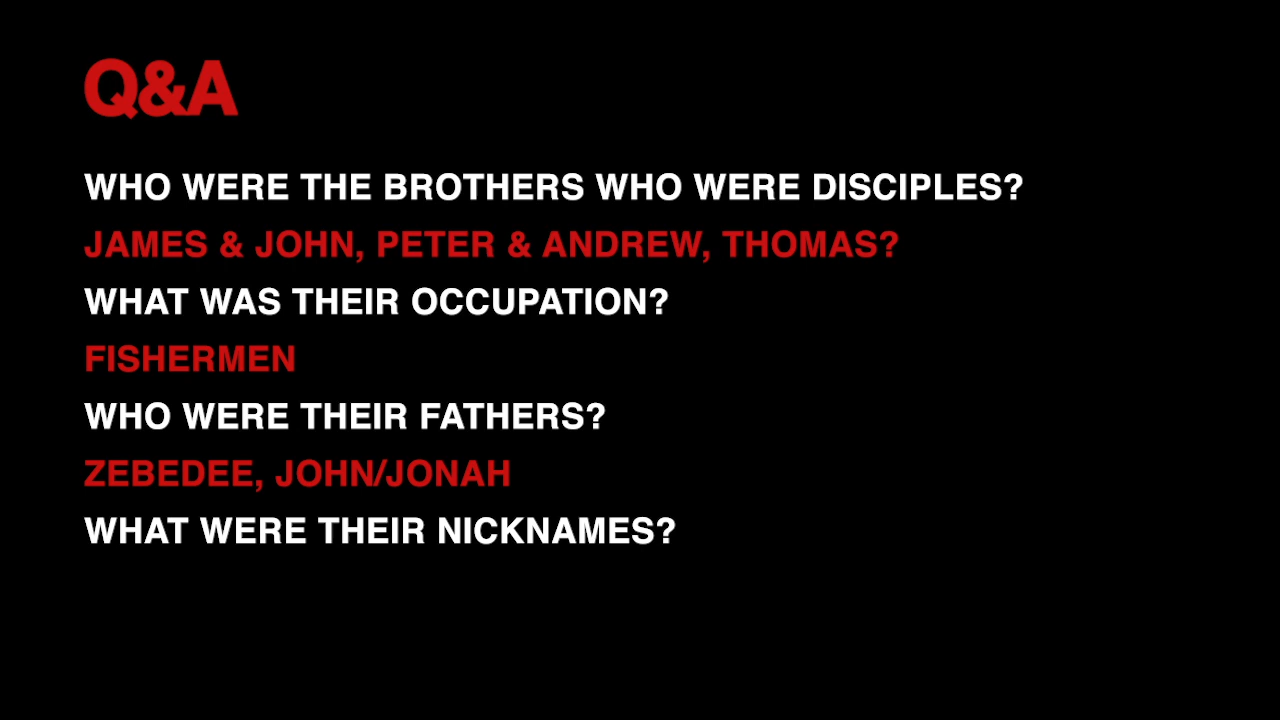 Q&A
WHO WERE THE BROTHERS WHO WERE DISCIPLES?
JAMES & JOHN, PETER & ANDREW, THOMAS?
WHAT WAS THEIR OCCUPATION?
FISHERMEN
WHO WERE THEIR FATHERS?
ZEBEDEE, JOHN/JONAH
WHAT WERE THEIR NICKNAMES?